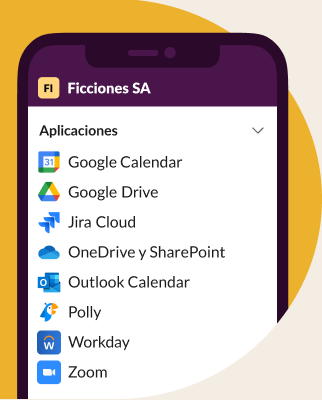 FI Ficciones SA
Aplicaciones
31 Google Calendar
Google Drive
Jira Cloud
OneDrive y SharePoint
Outlook Calendar
Polly
Workday
Zoom